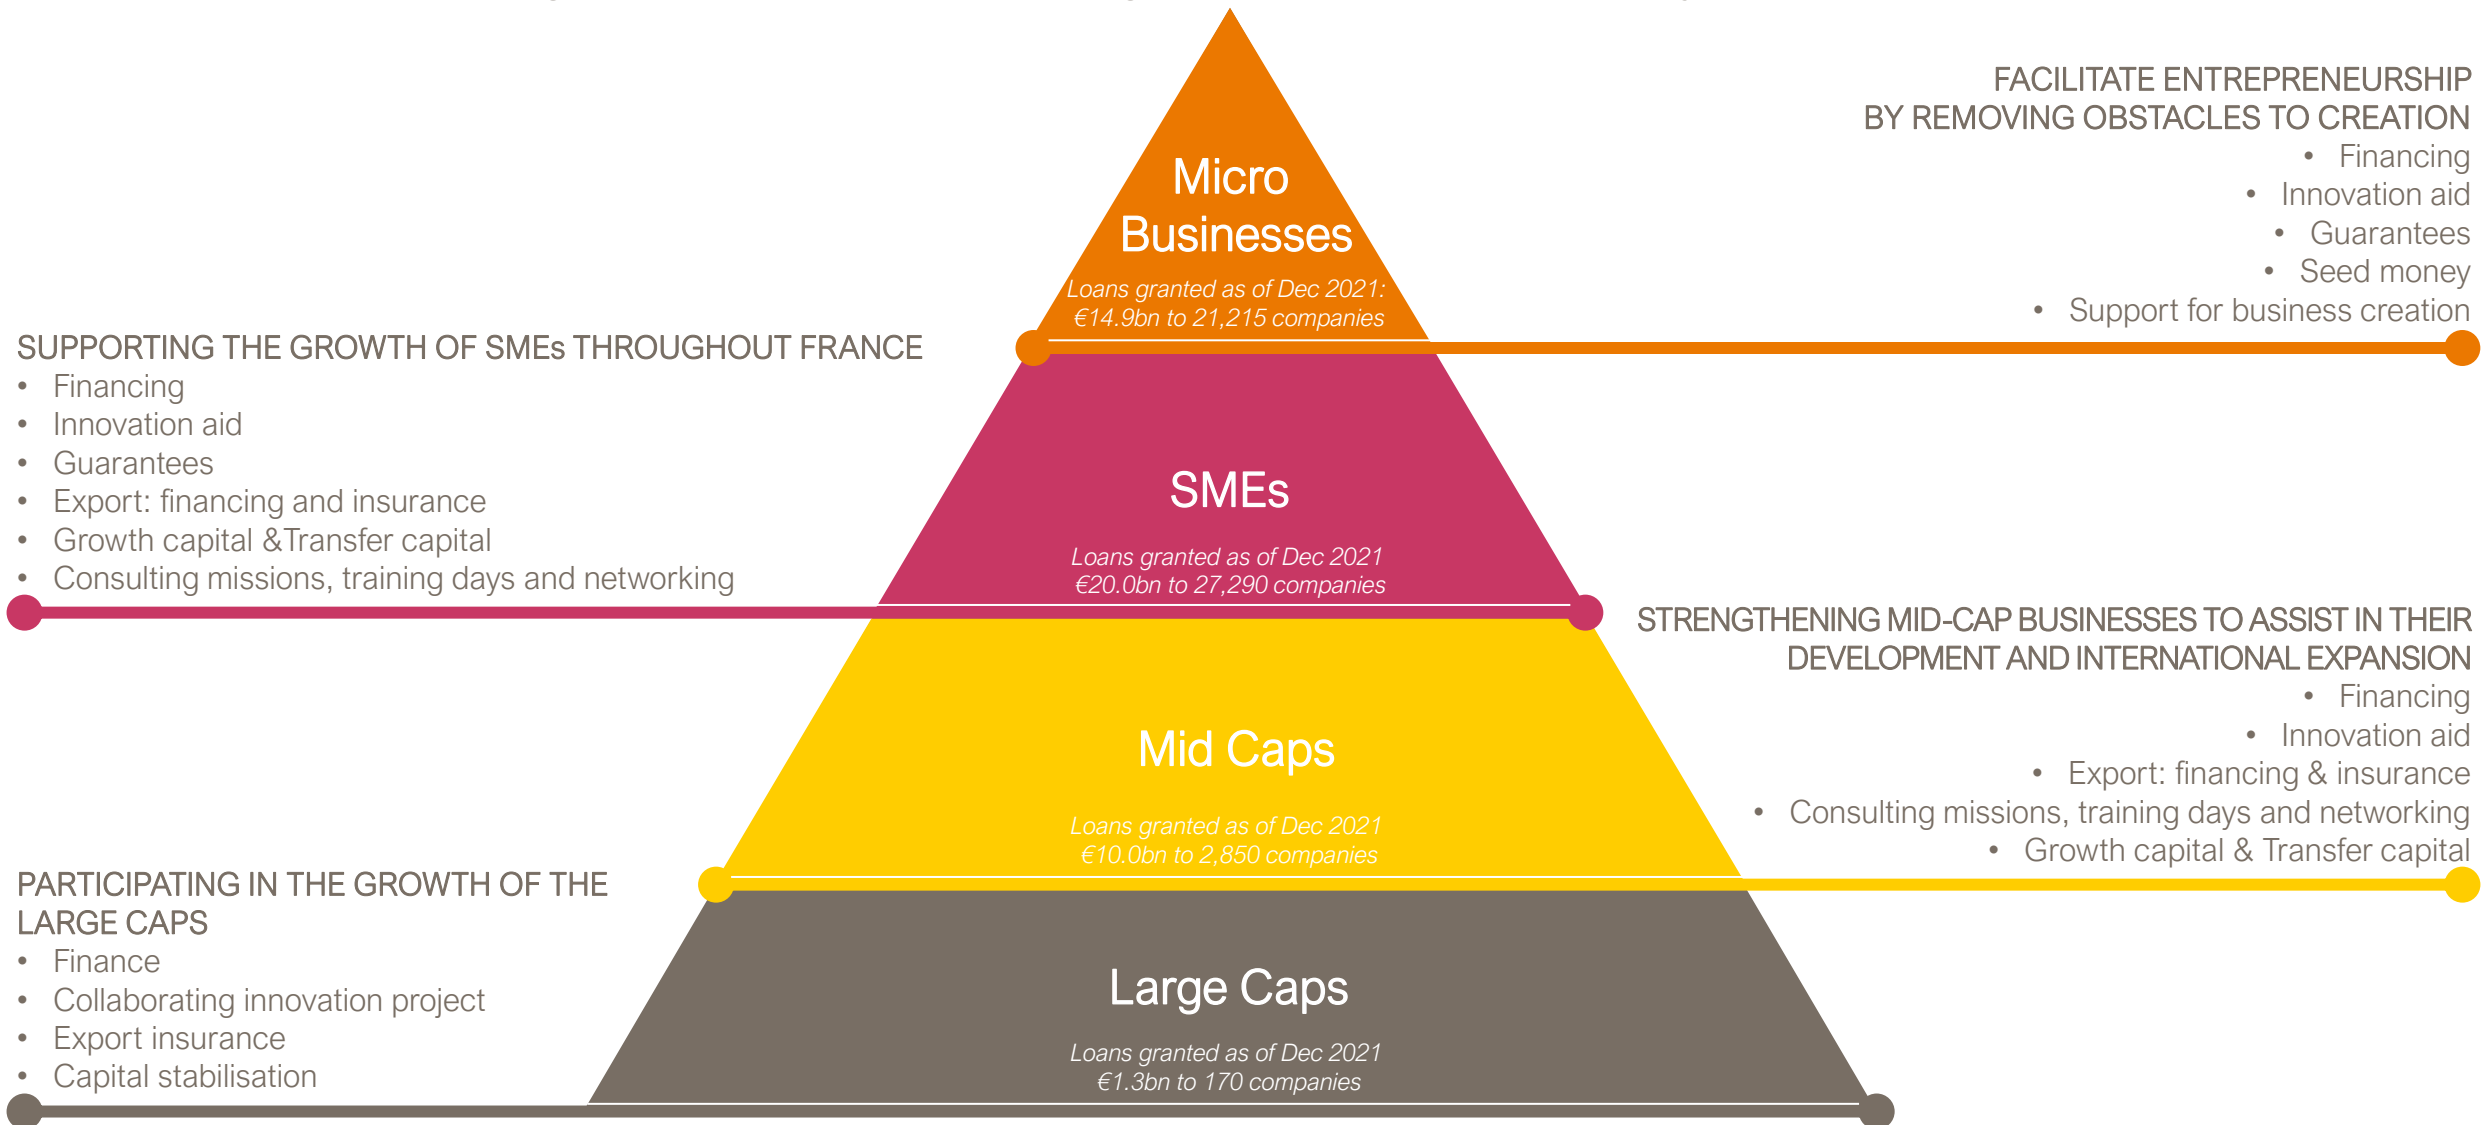 FACILITATE ENTREPRENEURSHIP
BY REMOVING OBSTACLES TO CREATION
• Financing
• Innovation aid
• Guarantees
• Seed money
• Support for business creation
Micro
Businesses
Loans granted as of Dec 2021:
€14.9bn to 21,215 companies
SUPPORTING THE GROWTH OF SMEs THROUGHOUT FRANCE
• Financing
• Innovation aid
• Guarantees
• Export: financing and insurance
• Growth capital &Transfer capital
• Consulting missions, training days and networking
SMEs
Loans granted as of Dec 2021
€20.0bn to 27,290 companies
STRENGTHENING MID-CAP BUSINESSES TO ASSIST IN THEIR
DEVELOPMENT AND INTERNATIONAL EXPANSION
• Financing
• Innovation aid
• Export: financing & insurance
• Consulting missions, training days and networking
• Growth capital & Transfer capital
Mid Caps
Loans granted as of Dec 2021
€10.0bn to 2,850 companies
PARTICIPATING IN THE GROWTH OF THE
LARGE CAPS
• Finance
• Collaborating innovation project
• Export insurance
• Capital stabilisation
Large Caps
Loans granted as of Dec 2021
€1.3bn to 170 companies